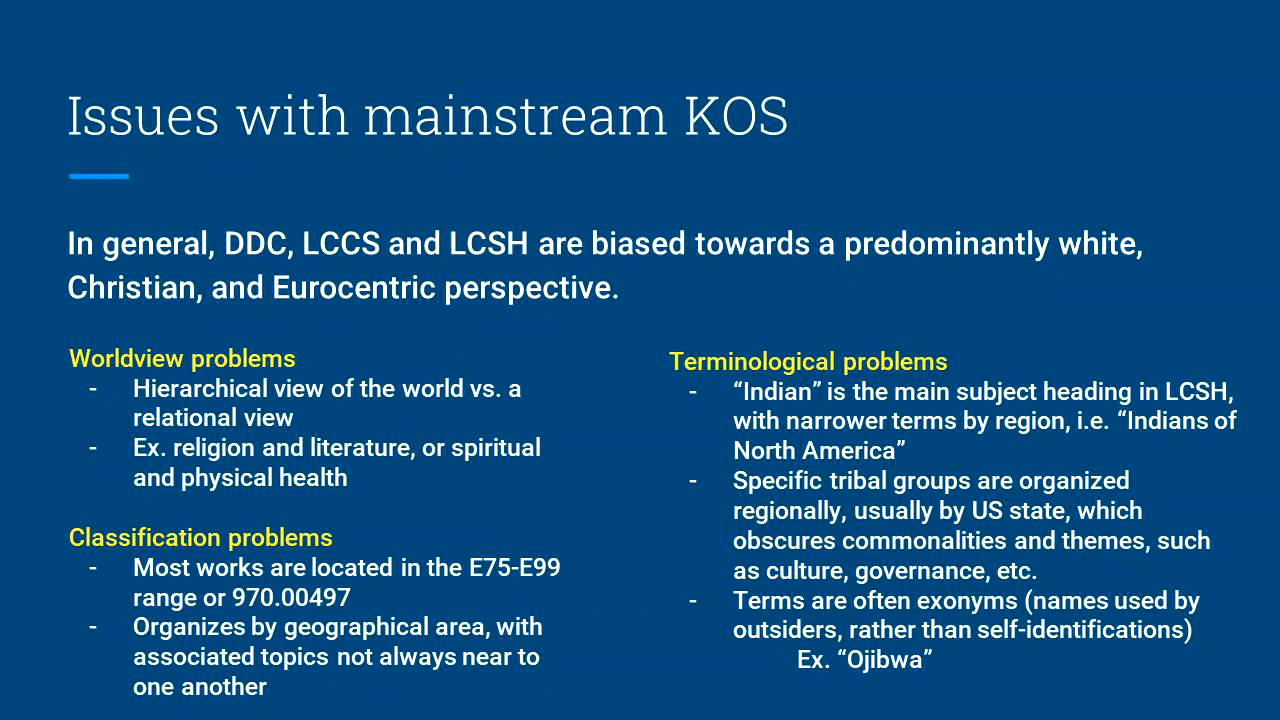 Issues with mainstream KOS
In general, DDC, LCCS and LCSH are biased towards a predominantly white,
Christian, and Eurocentric perspective.
Worldview problems
- Hierarchical view of the world vs. a
relational view
- Ex. religion and literature, or spiritual
and physical health
Classification problems
- Most works are located in the E75-E99
range or 970.00497
- Organizes by geographical area, with
associated topics not always near to
one another
Terminological problems
- “Indian” is the main subject heading in LCSH,
with narrower terms by region, i.e. “Indians of
North America”
- Specific tribal groups are organized
regionally, usually by US state, which
obscures commonalities and themes, such
as culture, governance, etc.
- Terms are often exonyms (names used by
outsiders, rather than self-identifications)
Ex. “Ojibwa”